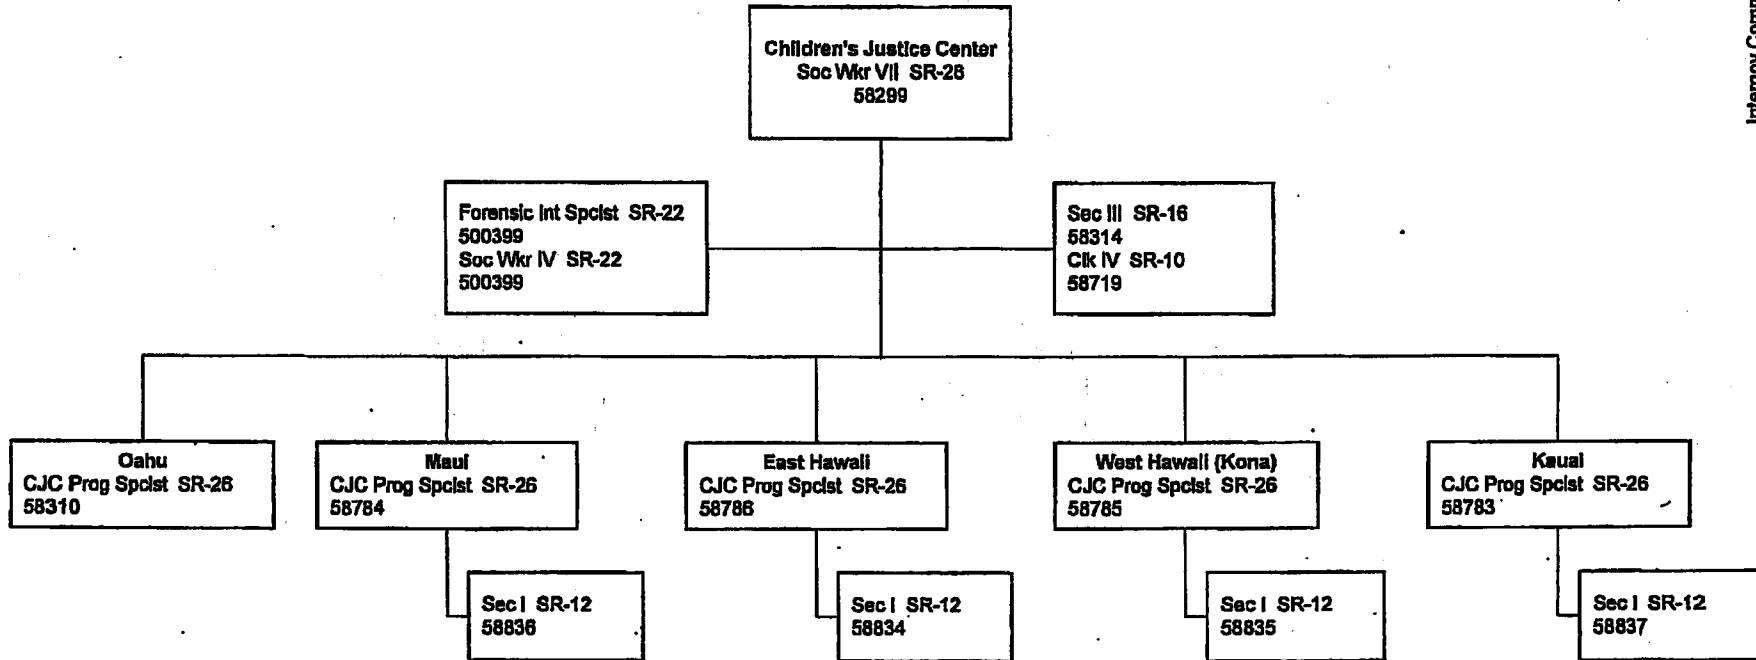 Children's Justice Center
Soc Wkr VII SR-28
58299
Forensic Int Spclst SR-22
500399
Soc Wkr IV SR-22
500399
Sec III SR-16
58314
Clk IV SR-10
58719
Oahu
CJC Prog Spclst SR-26
58310
Maui
CJC Prog Spclst SR-26
58784
East Hawaii
CJC Prog Spclst SR-26
58786
West Hawaii (Kona)
CJC Prog Spclst SR-26
58785
Kauai
CJC Prog Spclst SR-26
58783
Sec I SR-12
58836
Sec I SR-12
58834
Sec I SR-12
58835
Sec I SR-12
58837
Intergov